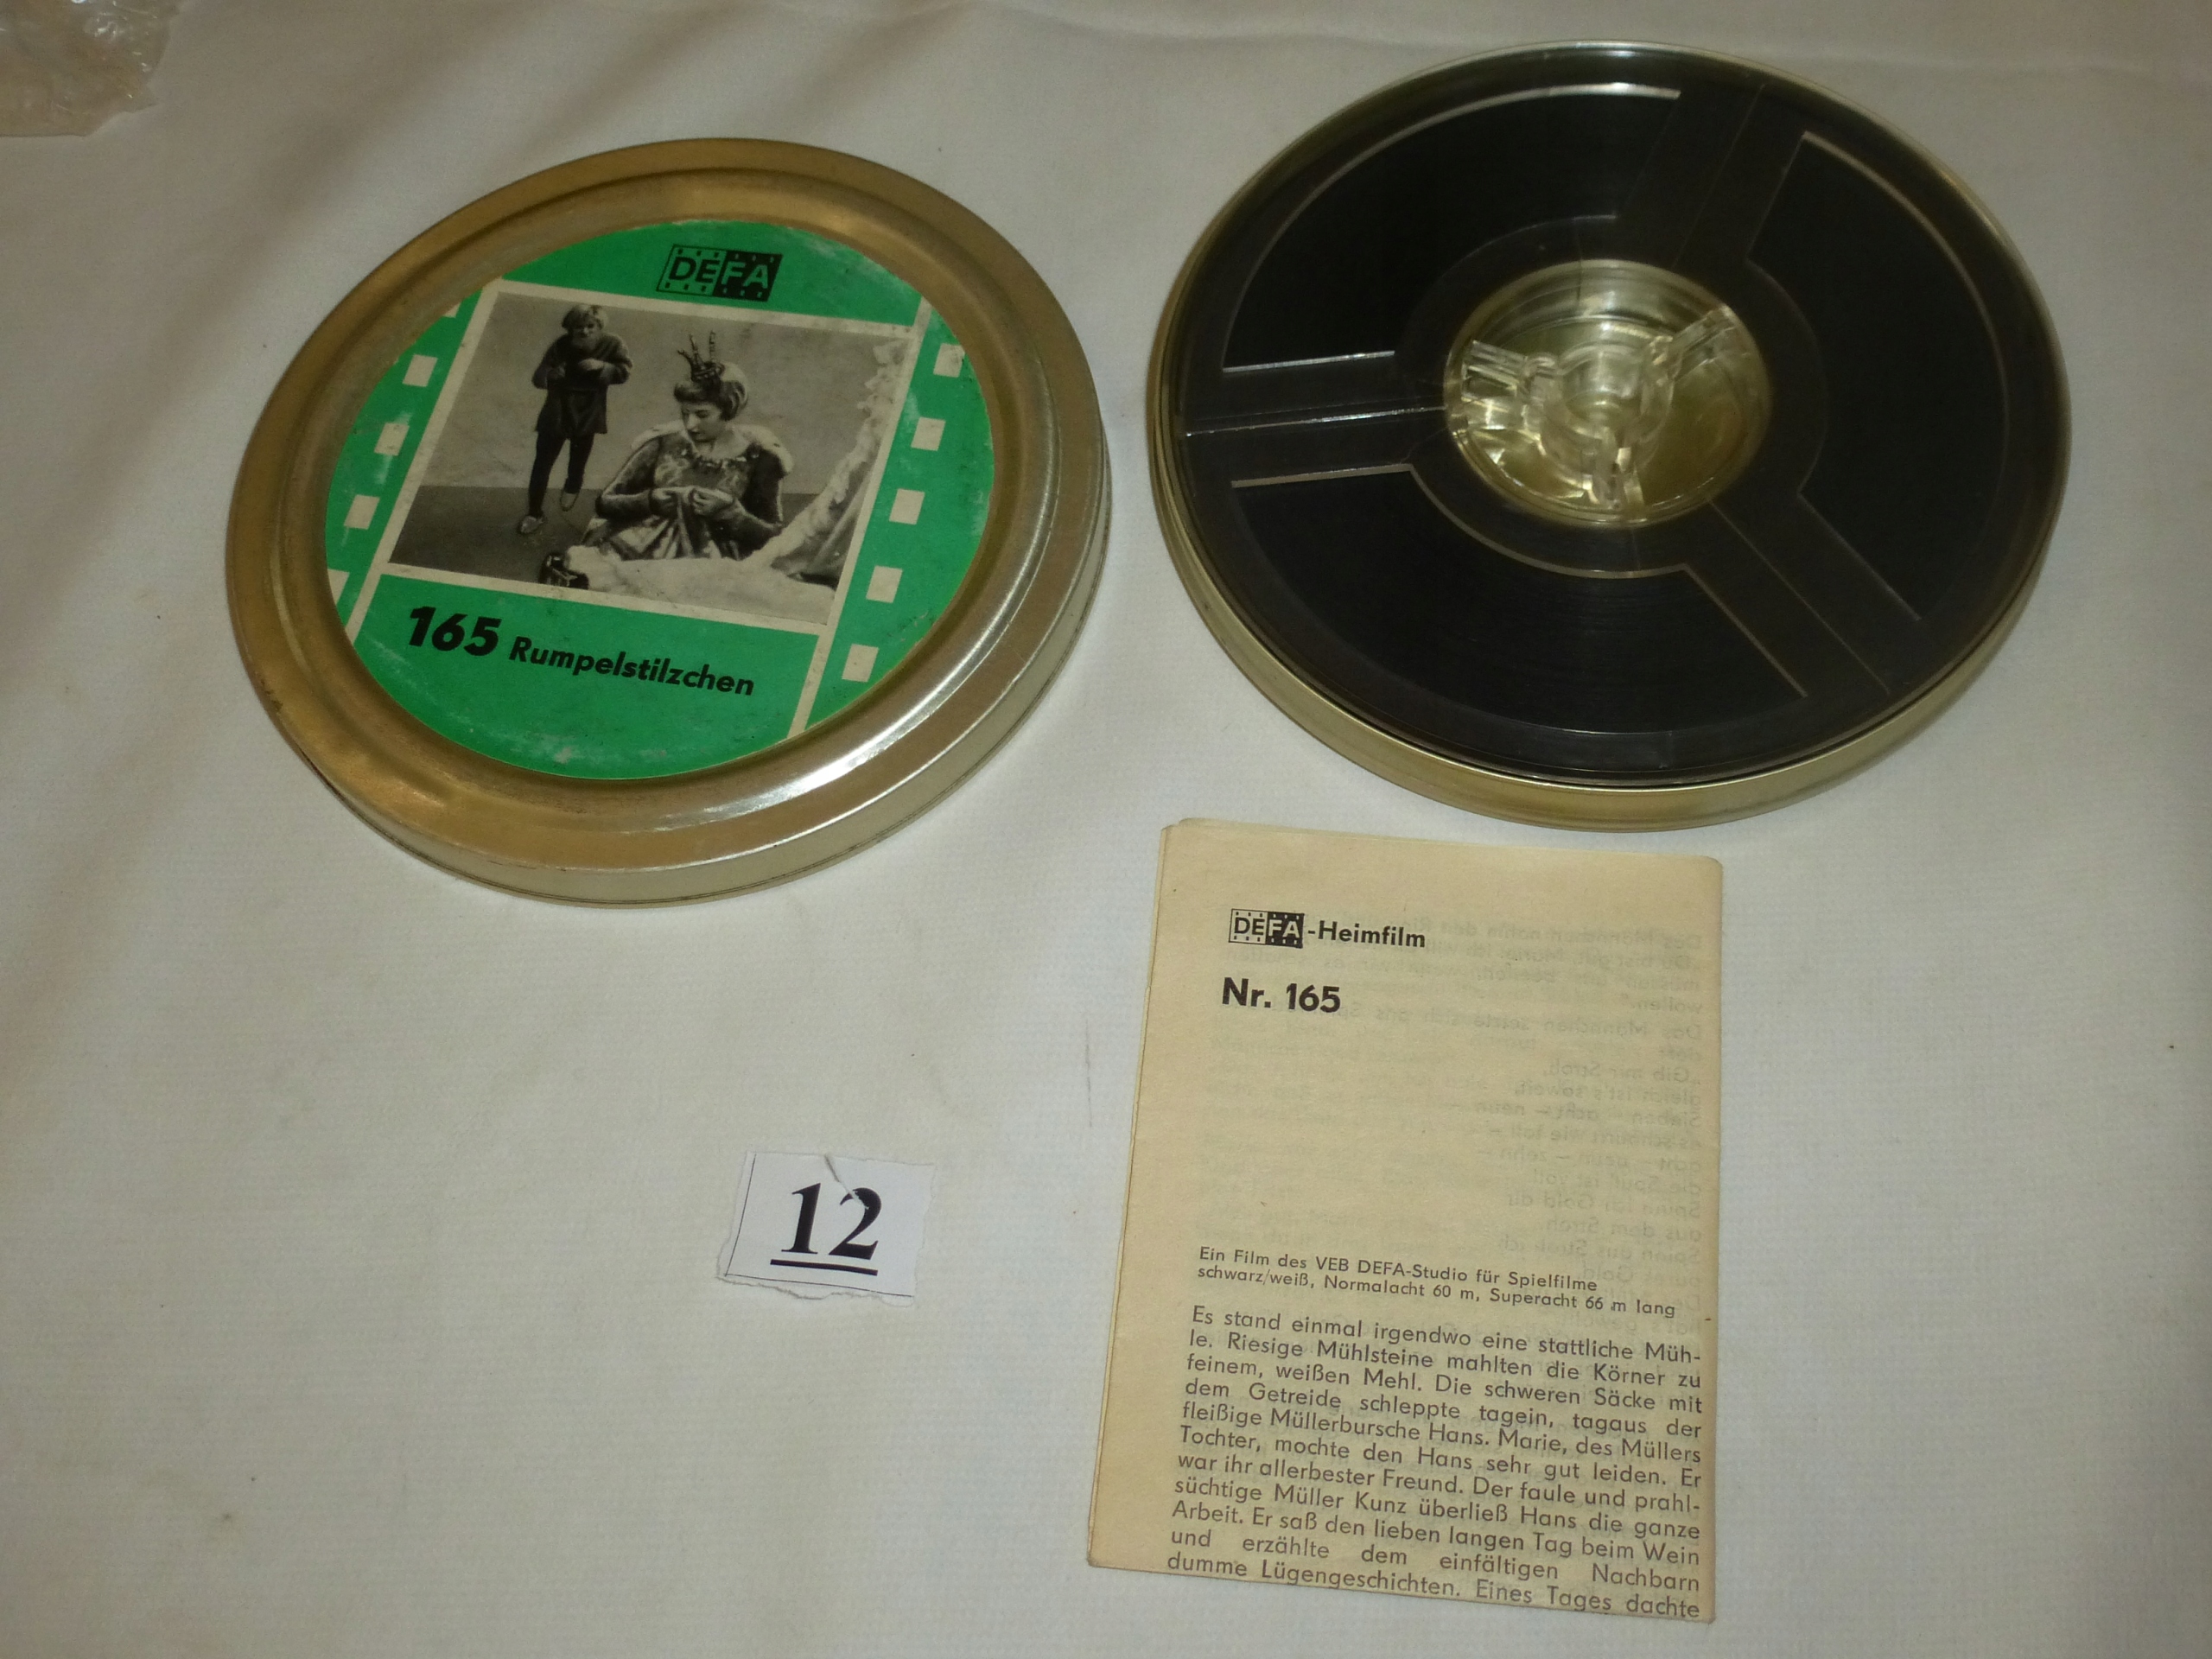 DEFA
165 Rumpelstilzchen
DEFA-Heimfilm
Nr. 165
Ein Film des VEB DEFA-Studio für Spielfilme
schwarz/weiß, Normalacht 60 m, Superacht 66 m lang
Es stand einmal irgendwo eine stattliche Müh-
le. Riesige Mühlsteine mahlten die Körner zu
feinem, weißen Mehl. Die schweren Säcke mit
dem Getreide schleppte tagein, tagaus der
fleißige Müllerbursche Hans. Marie, des Müllers
Tochter, mochte den Hans sehr gut leiden. Er
war ihr allerbester Freund. Der faule und prahl-
süchtige Müller Kunz überließ Hans die ganze
Arbeit. Er saß den lieben langen Tag beim Wein
und erzählte dem einfältigen Nachbarn
dumme Lügengeschichten. Eines Tages dachte
12